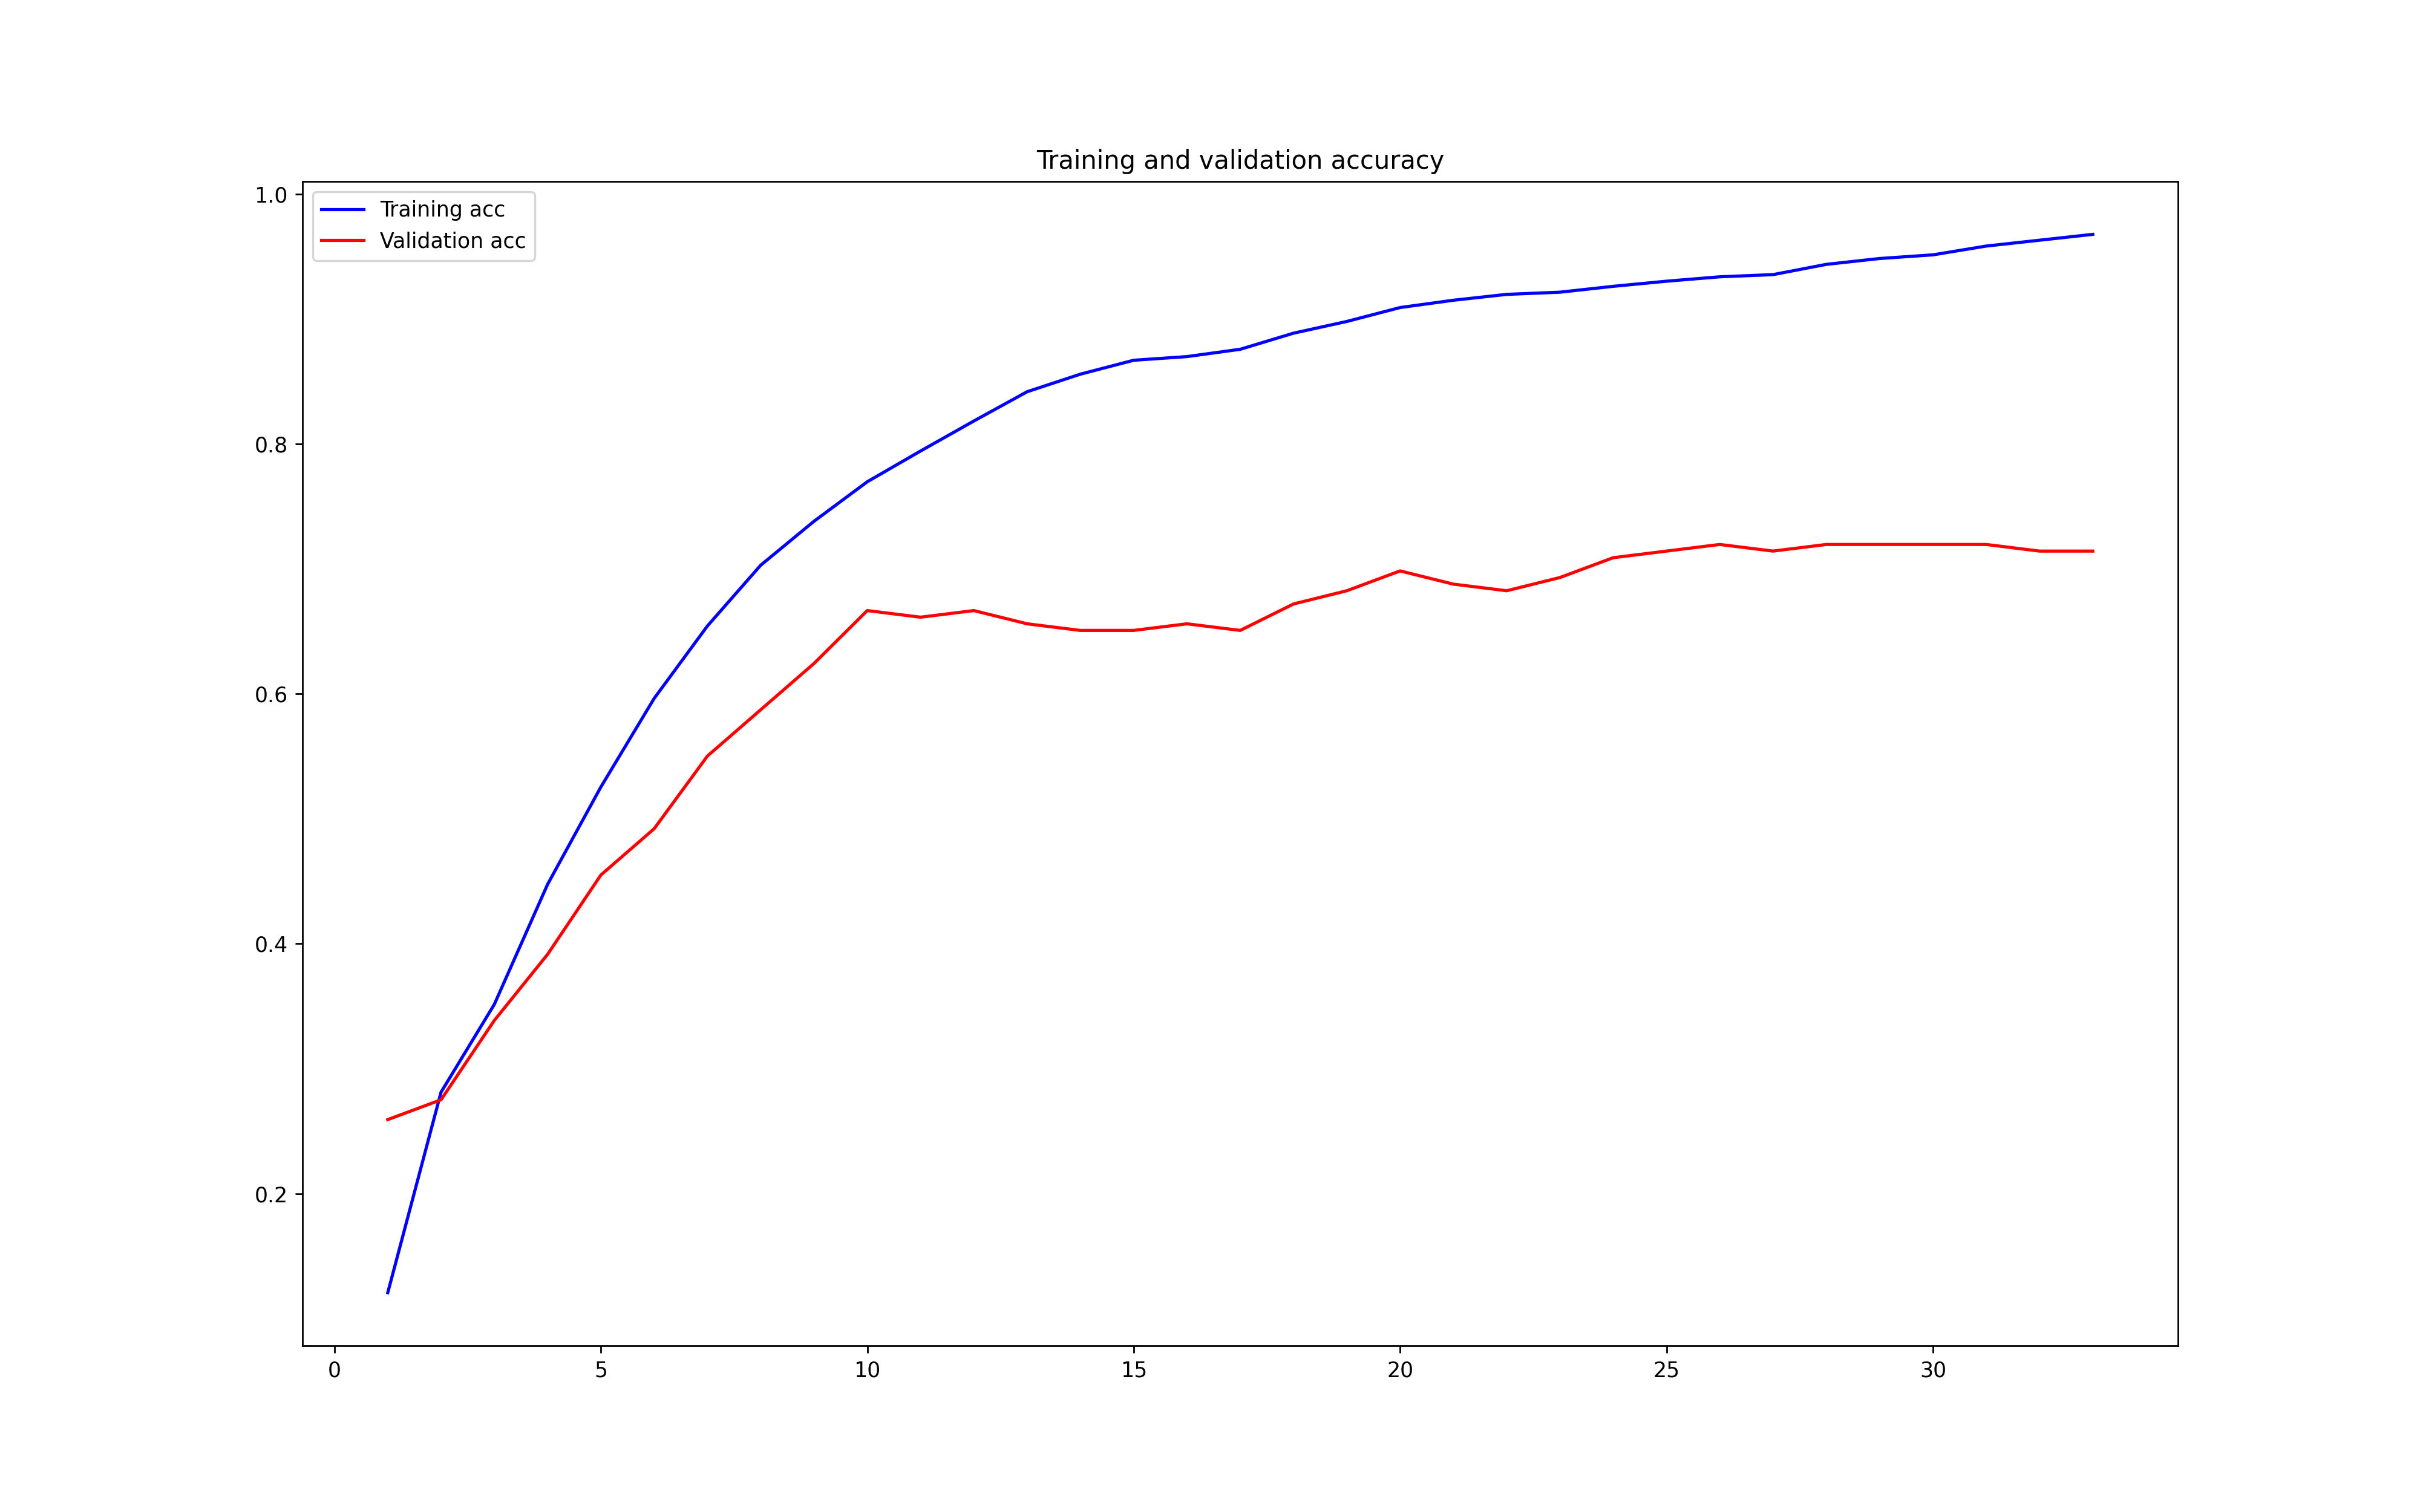 Training and validation accuracy
1.0
Training acc
Validation acc
0.8
0.6
0.4
0.2
0 5 10 15 20 25 30